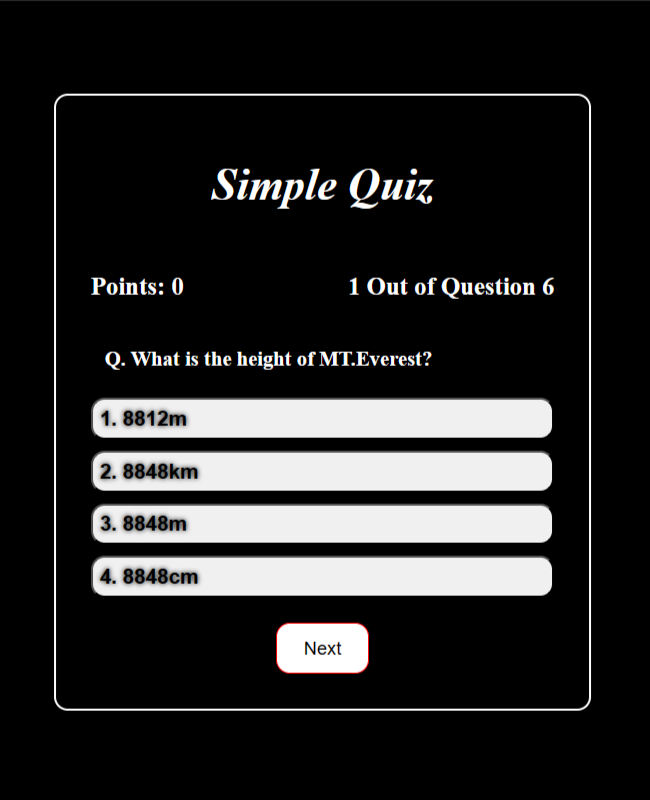 Simple Quiz
Points: 0
1 Out of Question 6
Q. What is the height of MT.Everest?
1. 8812m
2. 8848km
3. 8848m
4. 8848cm
Next